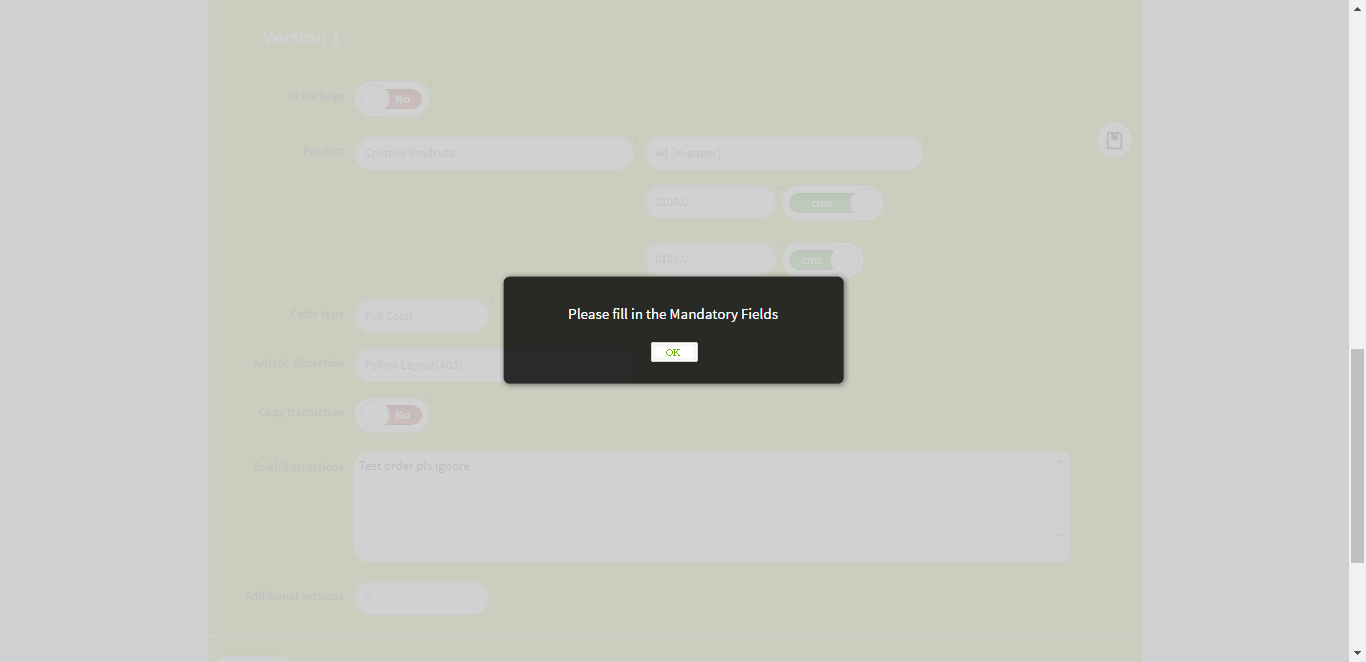 Version 1
Is package No *
Product Creative Prodcuts * Ad [in-paper] *
0100.0 * cms
0100.0 * cms
Color type Full Color *
Please fill in the Mandatory Fields
OK
Artistic discretion Follow Layout(AD1)
Copy translation No *
Brief/instructions Test order pls ignore
Additional versions 0